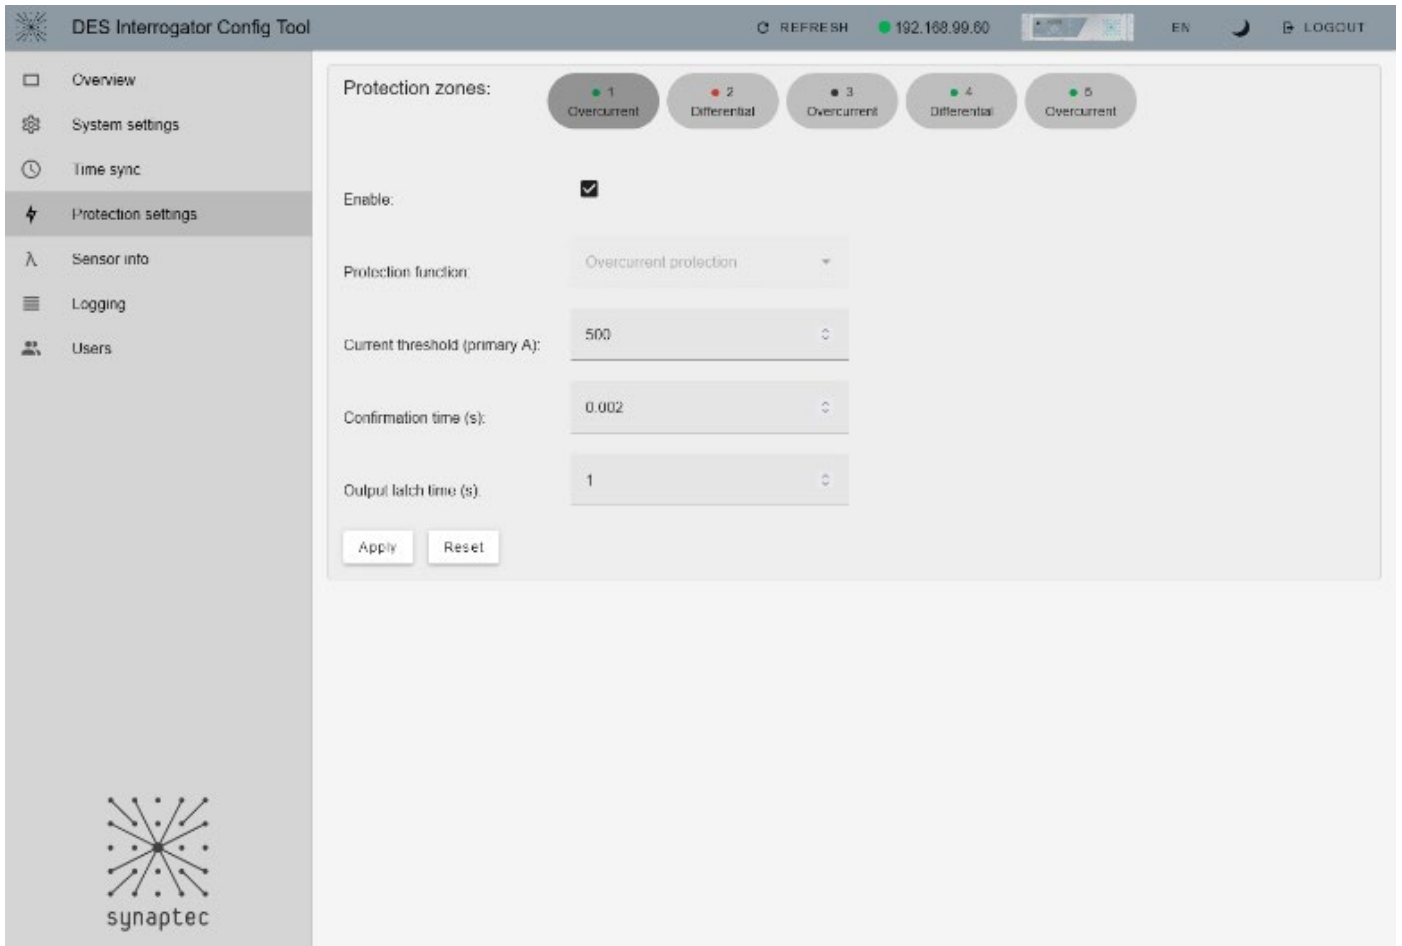 DES Interrogator Config Tool
REFRESH
192.168.99.60
EN
LOGOUT
Overview
System settings
Time sync
Protection settings
λ Sensor info
Logging
Users
synaptec
Protection zones:
1
Overcurrent
2
Differential
3
Overcurrent
4
Differential
5
Overcurrent
Enable:
Protection function:
Overcurrent protection
Current threshold (primary A):
500
Confirmation time (s):
0.002
Output latch time (s):
1
Apply
Reset